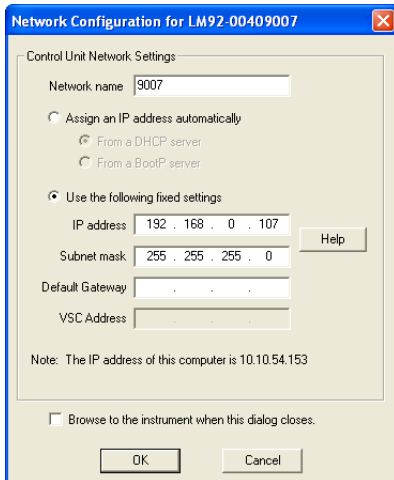 Network Configuration for LM92-00409007
Control Unit Network Settings
Network name 9007
Assign an IP address automatically
From a DHCP server
From a BootP server
Use the following fixed settings
IP address 192 . 168 . 0 . 107
Help
Subnet mask 255 . 255 . 255 . 0
Default Gateway . . .
VSC Address . . .
Note: The IP address of this computer is 10.10.54.153
Browse to the instrument when this dialog closes.
OK Cancel